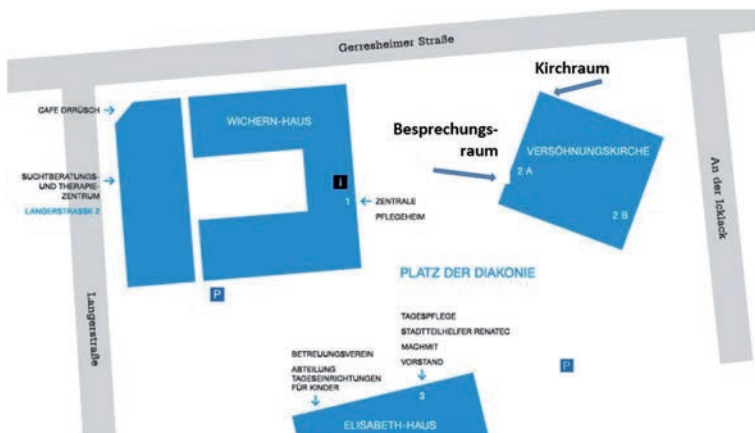 Gerresheimer Straße
Kirchraum
CAFE DRRÜSCH
WICHERN-HAUS
Besprechungs-
raum
VERSÖHNUNGSKIRCHE
2 A
SUCHTBERATUNGS-
UND THERAPIE-
ZENTRUM
LANGERSTRASSE 2
i
1
ZENTRALE
PFLEGEHEIM
2 B
An der Icklack
PLATZ DER DIAKONIE
P
Langerstraße
TAGESPFLEGE
STADTTEILHELFER RENATEC
MACHMIT
VORSTAND
BETREUUNGSVEREIN
ABTEILUNG
TAGESEINRICHTUNGEN
FÜR KINDER
P
3
ELISABETH-HAUS